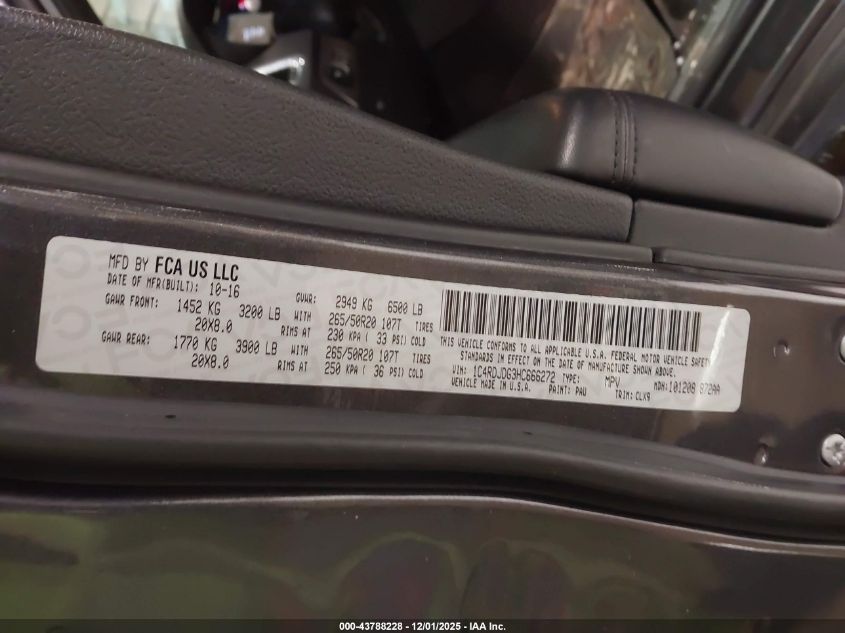 MFD BY FCA US LLC
DATE OF MFR(BUILT): 10-16
GVWR: 2949 KG 6500 LB
GAWR FRONT: 1452 KG 3200 LB WITH 265/50R20 107T TIRES
20X8.0 RIMS AT 230 KPA ( 33 PSI) COLD
GAWR REAR: 1770 KG 3900 LB WITH 265/50R20 107T TIRES
20X8.0 RIMS AT 250 KPA ( 36 PSI) COLD
THIS VEHICLE CONFORMS TO ALL APPLICABLE U.S.A. FEDERAL MOTOR VEHICLE SAFETY
STANDARDS IN EFFECT ON THE DATE OF MANUFACTURE SHOWN ABOVE.
VIN: 1C4RDJDG3HC666272 TYPE: MPV MDH: 101209 872AA
VEHICLE MADE IN U.S.A. PAINT: PAU TRIM: CLX9
000-43788228 - 12/01/2025 - IAA Inc.